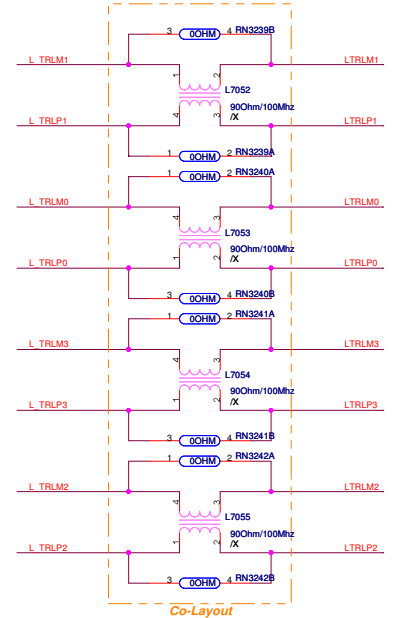 3 0OHM 4 RN3239B
L_TRLM1 LTRLM1
1 2
L7052
90Ohm/100Mhz
4 3 /X
L_TRLP1 LTRLP1
1 2 RN3239A
0OHM
1 0OHM 2 RN3240A
L_TRLM0 LTRLM0
4 3
L7053
90Ohm/100Mhz
1 2 /X
L_TRLP0 LTRLP0
3 0OHM 4 RN3240B
1 0OHM 2 RN3241A
L_TRLM3 LTRLM3
4 3
L7054
90Ohm/100Mhz
1 2 /X
L_TRLP3 LTRLP3
3 0OHM 4 RN3241B
1 0OHM 2 RN3242A
L_TRLM2 LTRLM2
4 3
L7055
90Ohm/100Mhz
1 2 /X
L_TRLP2 LTRLP2
3 0OHM 4 RN3242B
Co-Layout